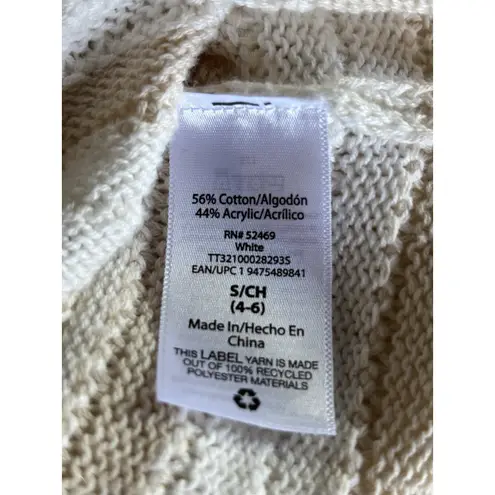 56% Cotton/Algodón
44% Acrylic/Acrílico
RN# 52469
White
TT32100028293S
EAN/UPC 1 9475489841
S/CH
(4-6)
Made In/Hecho En
China
THIS LABEL YARN IS MADE
OUT OF 100% RECYCLED
POLYESTER MATERIALS